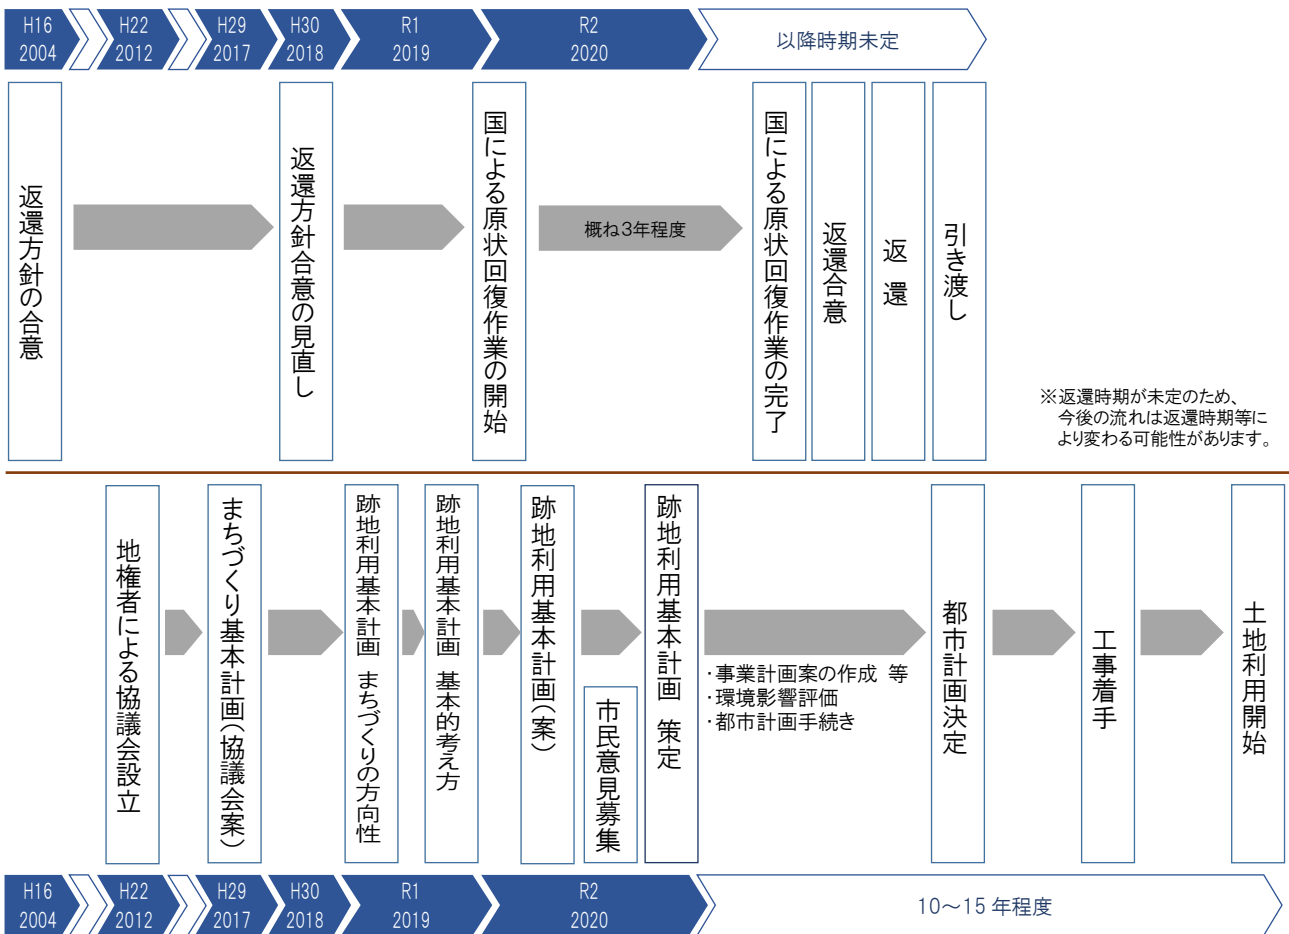 H16
2004
H22
2012
H29
2017
H30
2018
R1
2019
R2
2020
以降時期未定
返還方針の合意
返還方針合意の見直し
国による原状回復作業の開始
概ね3年程度
国による原状回復作業の完了
返還合意
返 還
引き渡し
※返還時期が未定のため、
今後の流れは返還時期等に
より変わる可能性があります。
地権者による協議会設立
まちづくり基本計画(協議会案)
跡地利用基本計画 まちづくりの方向性
跡地利用基本計画 基本的考え方
跡地利用基本計画(案)
市民意見募集
跡地利用基本計画 策定
・事業計画案の作成 等
・環境影響評価
・都市計画手続き
都市計画決定
工事着手
土地利用開始
H16
2004
H22
2012
H29
2017
H30
2018
R1
2019
R2
2020
10～15 年程度